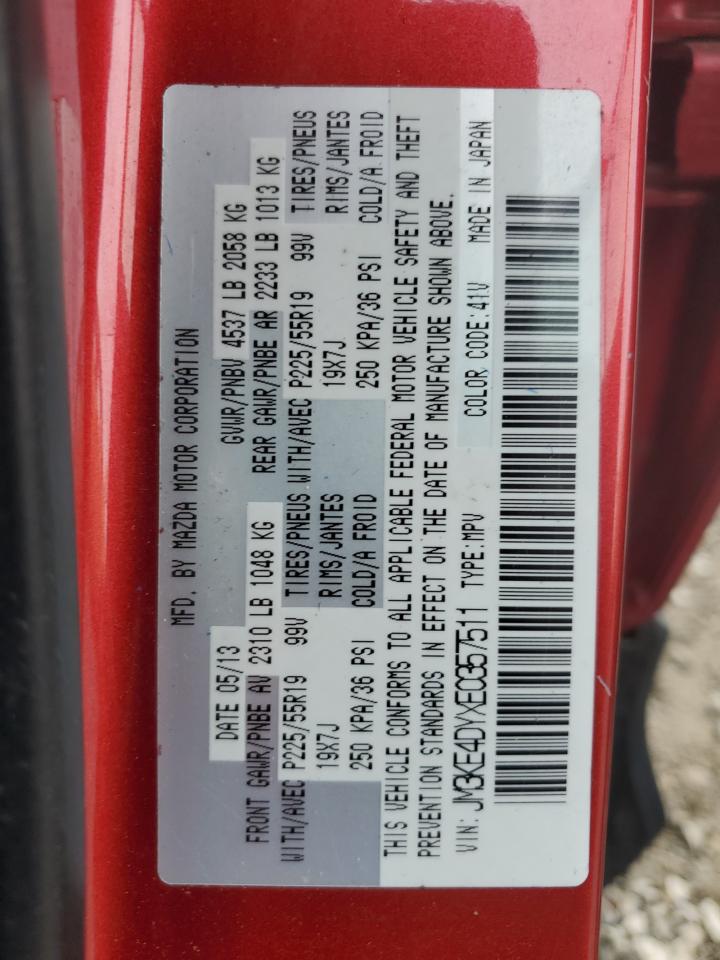 MFD. BY MAZDA MOTOR CORPORATION
DATE 05/13 GVWR/PNBV 4537 LB 2058 KG
FRONT GAWR/PNBE AV 2310 LB 1048 KG REAR GAWR/PNBE AR 2233 LB 1013 KG
WITH/AVEC P225/55R19 99V TIRES/PNEUS WITH/AVEC P225/55R19 99V TIRES/PNEUS
19X7J RIMS/JANTES 19X7J RIMS/JANTES
250 KPA/36 PSI COLD/A FROID 250 KPA/36 PSI COLD/A FROID
THIS VEHICLE CONFORMS TO ALL APPLICABLE FEDERAL MOTOR VEHICLE SAFETY AND THEFT
PREVENTION STANDARDS IN EFFECT ON THE DATE OF MANUFACTURE SHOWN ABOVE.
VIN: JM3KE4DYXE0357511 TYPE:MPV COLOR CODE:41V MADE IN JAPAN